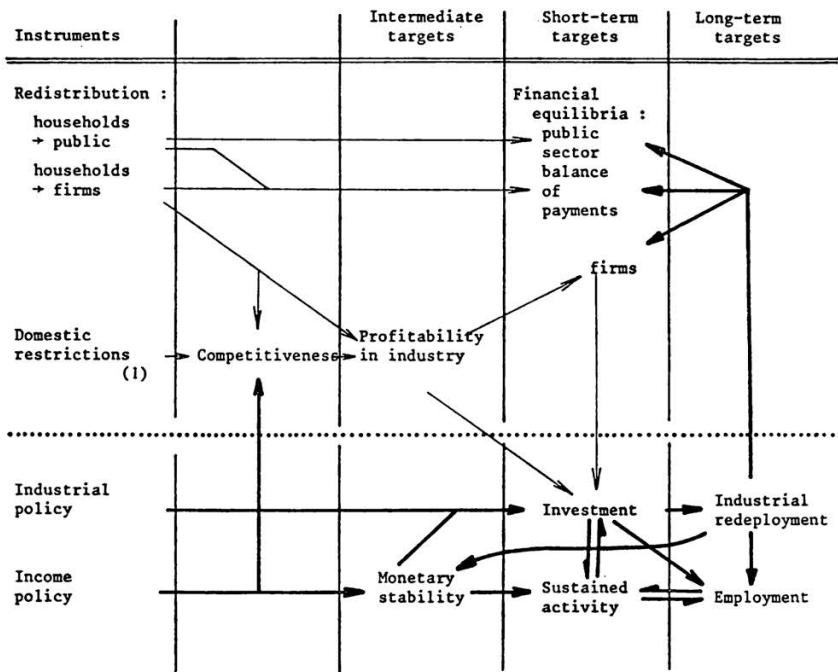 Instruments
Intermediate
targets
Short-term
targets
Long-term
targets
Redistribution :
households
→ public
households
→ firms
Financial
equilibria :
public
sector
balance
of
payments
firms
Domestic
restrictions
(1)
Competitiveness
Profitability
in industry
Industrial
policy
Investment
Industrial
redeployment
Income
policy
Monetary
stability
Sustained
activity
Employment